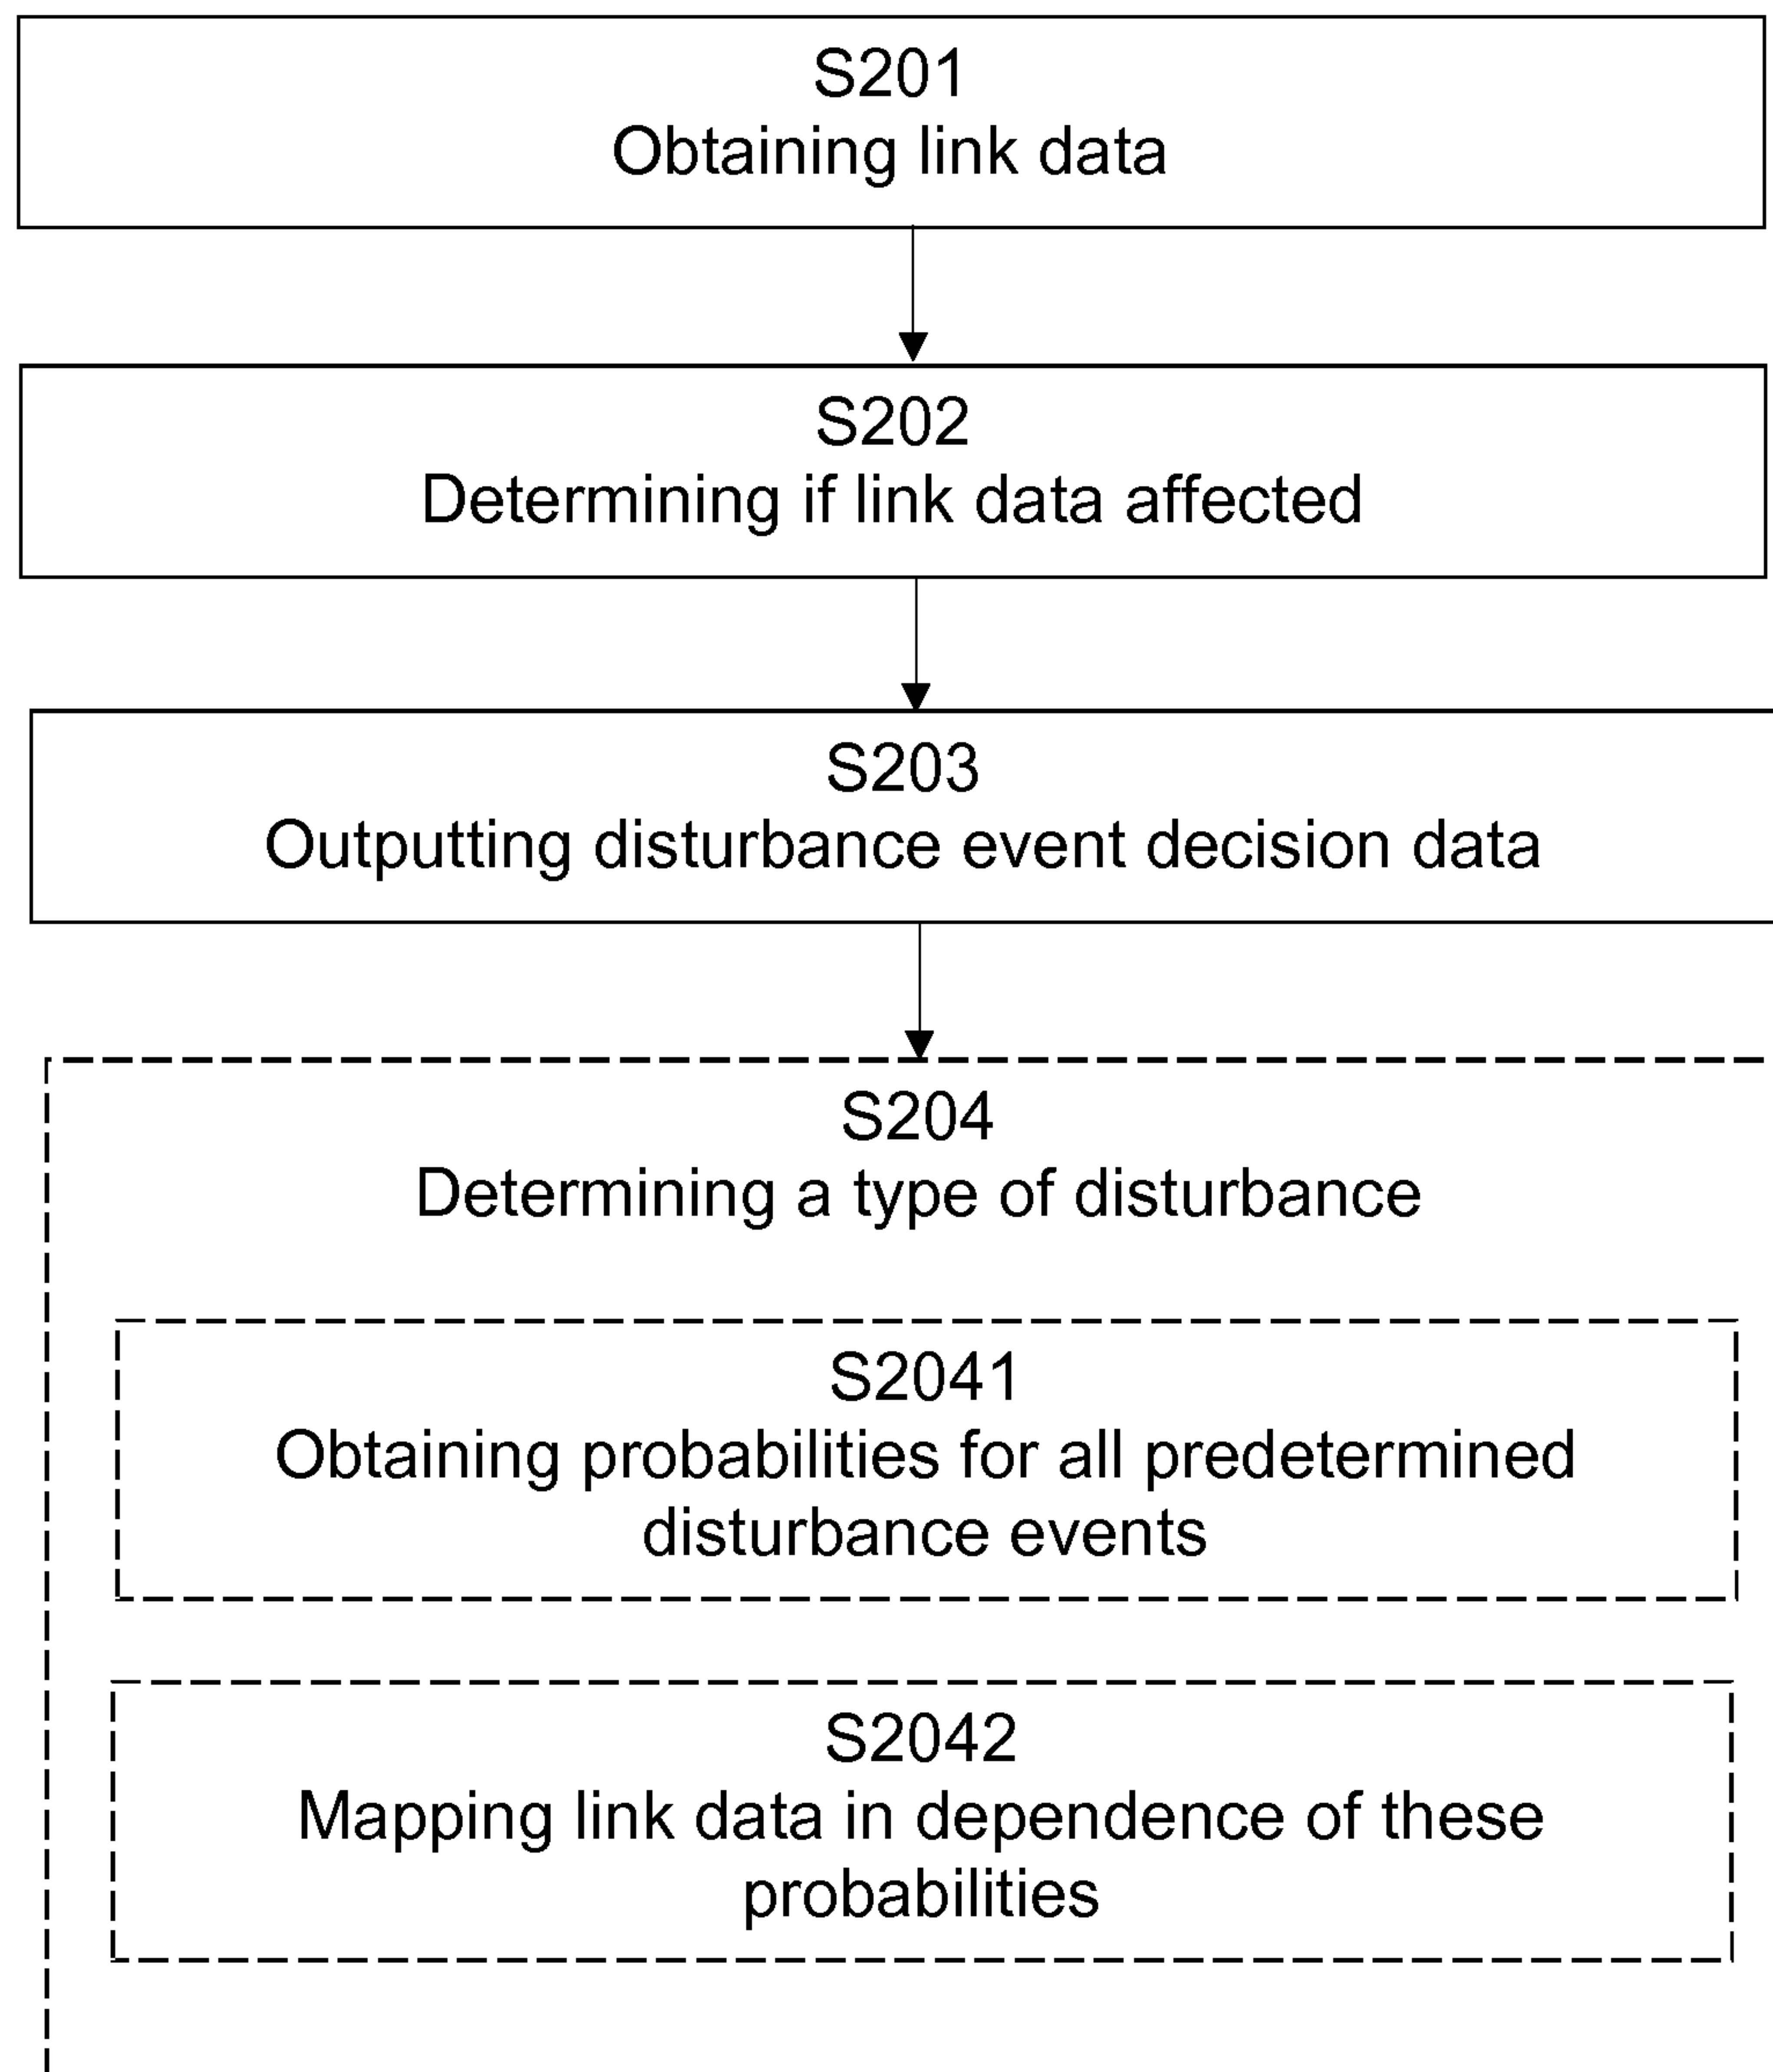 S201
Obtaining link data
S202
Determining if link data affected
S203
Outputting disturbance event decision data
S204
Determining a type of disturbance
S2041
Obtaining probabilities for all predetermined
disturbance events
S2042
Mapping link data in dependence of these
probabilities